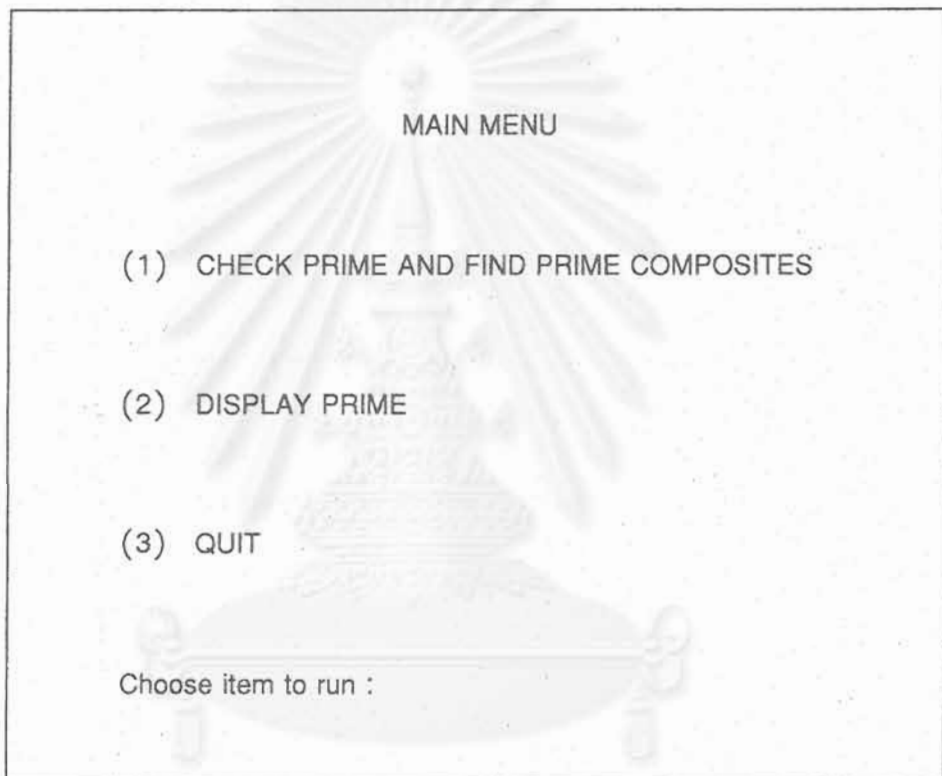 MAIN MENU
(1) CHECK PRIME AND FIND PRIME COMPOSITES
(2) DISPLAY PRIME
(3) QUIT
Choose item to run :